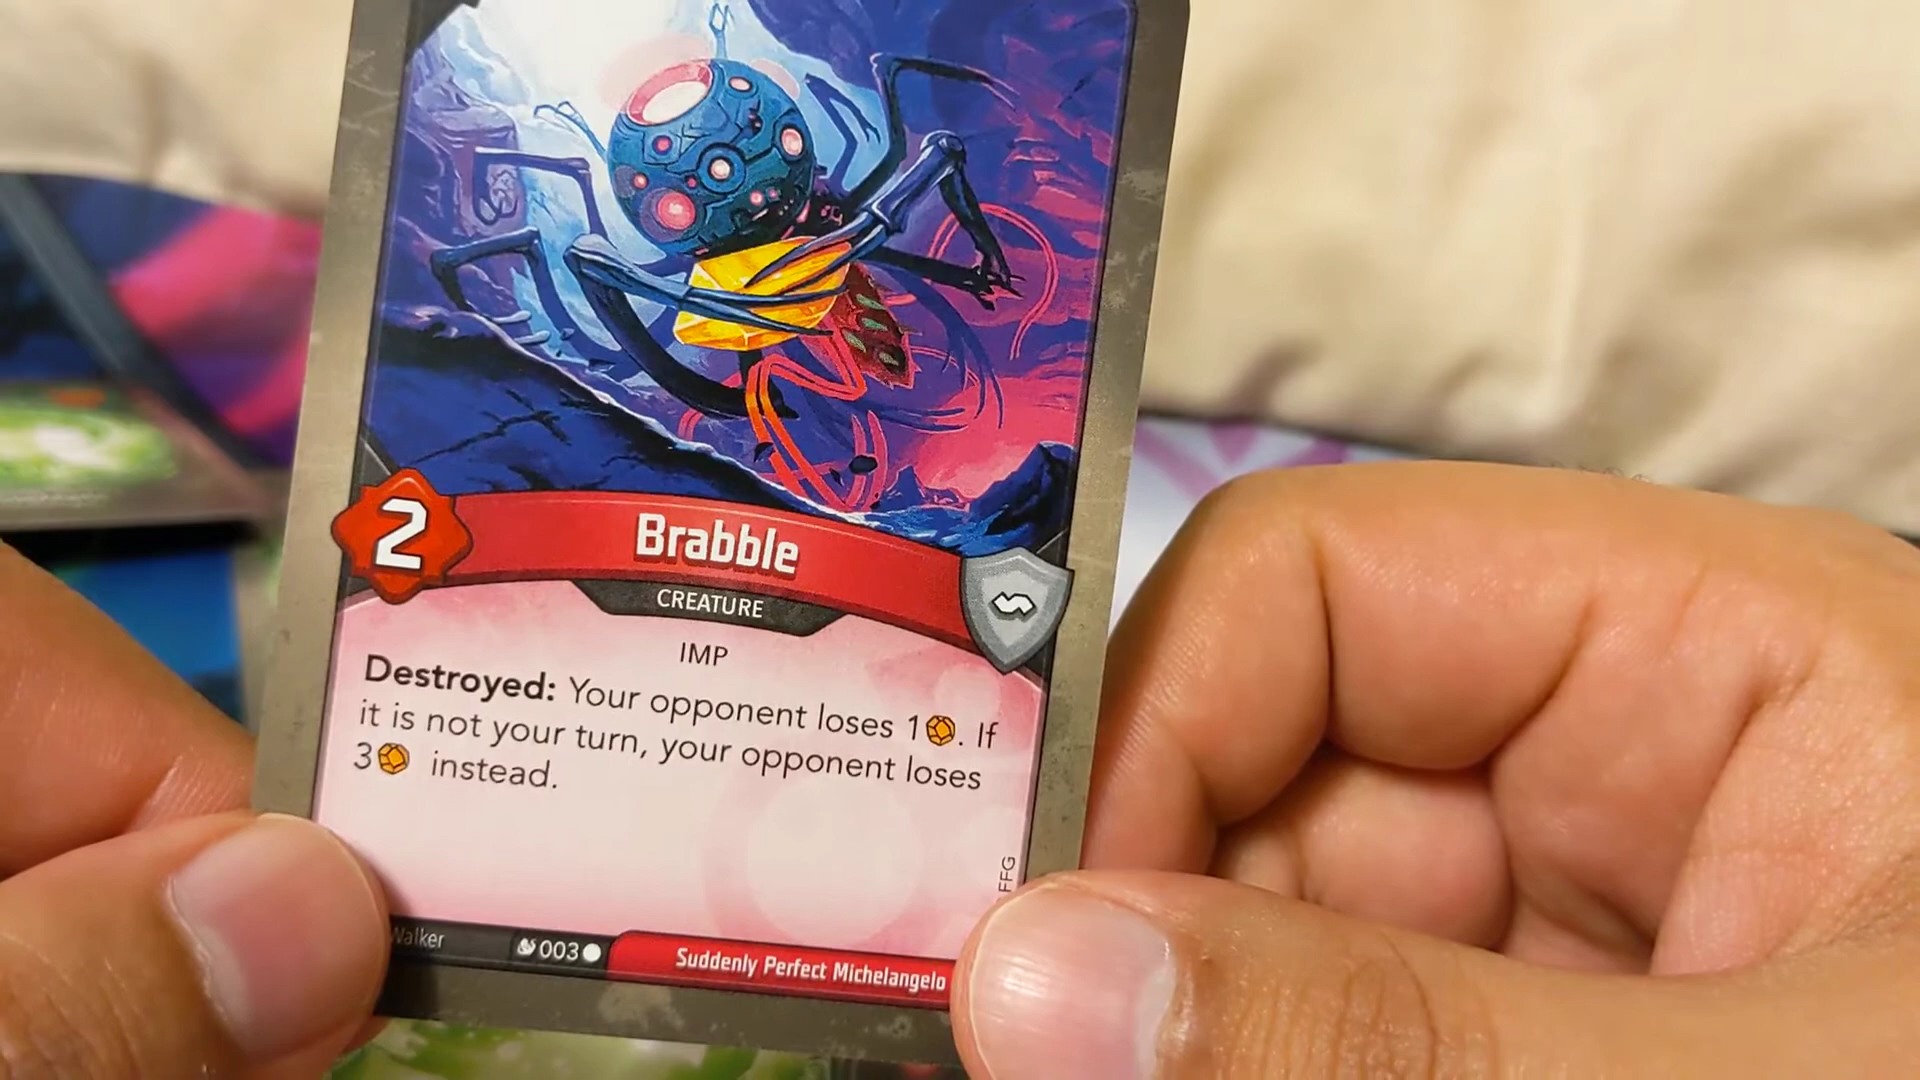 2
Brabble
CREATURE
IMP
Destroyed: Your opponent loses 1. If
it is not your turn, your opponent loses
3 instead.
FFG
Walker
003
Suddenly Perfect Michelangelo